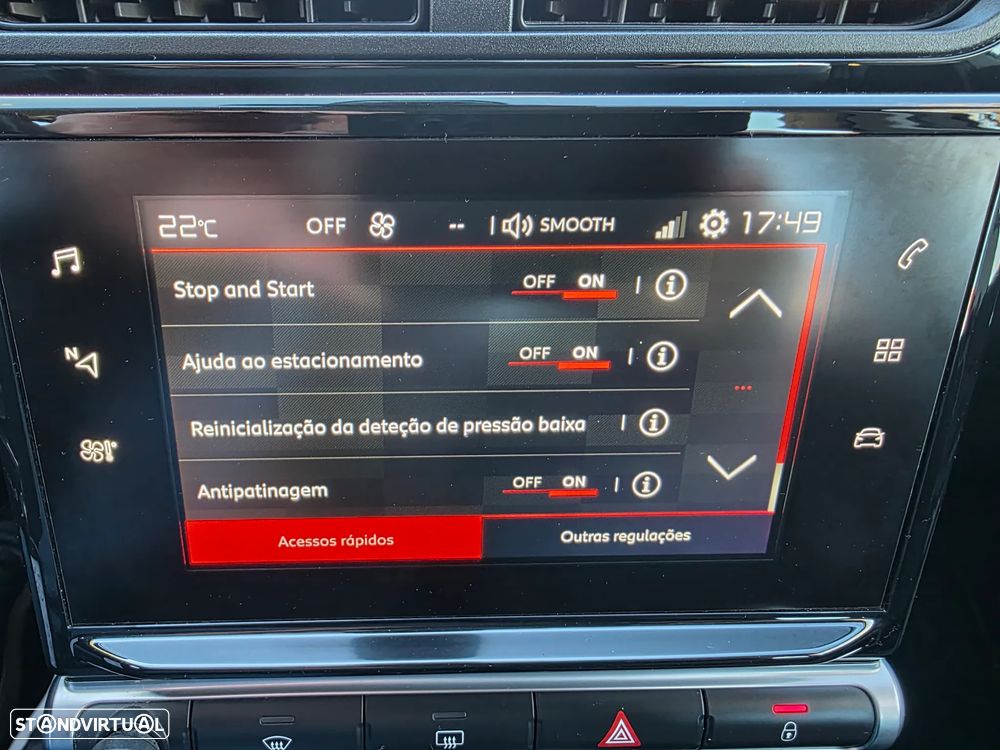 22°C OFF -- SMOOTH 17:49
Stop and Start OFF ON i
Ajuda ao estacionamento OFF ON i
Reinicialização da deteção de pressão baixa i
Antipatinagem OFF ON i
Acessos rápidos Outras regulações
N
STANDVIRTUAL